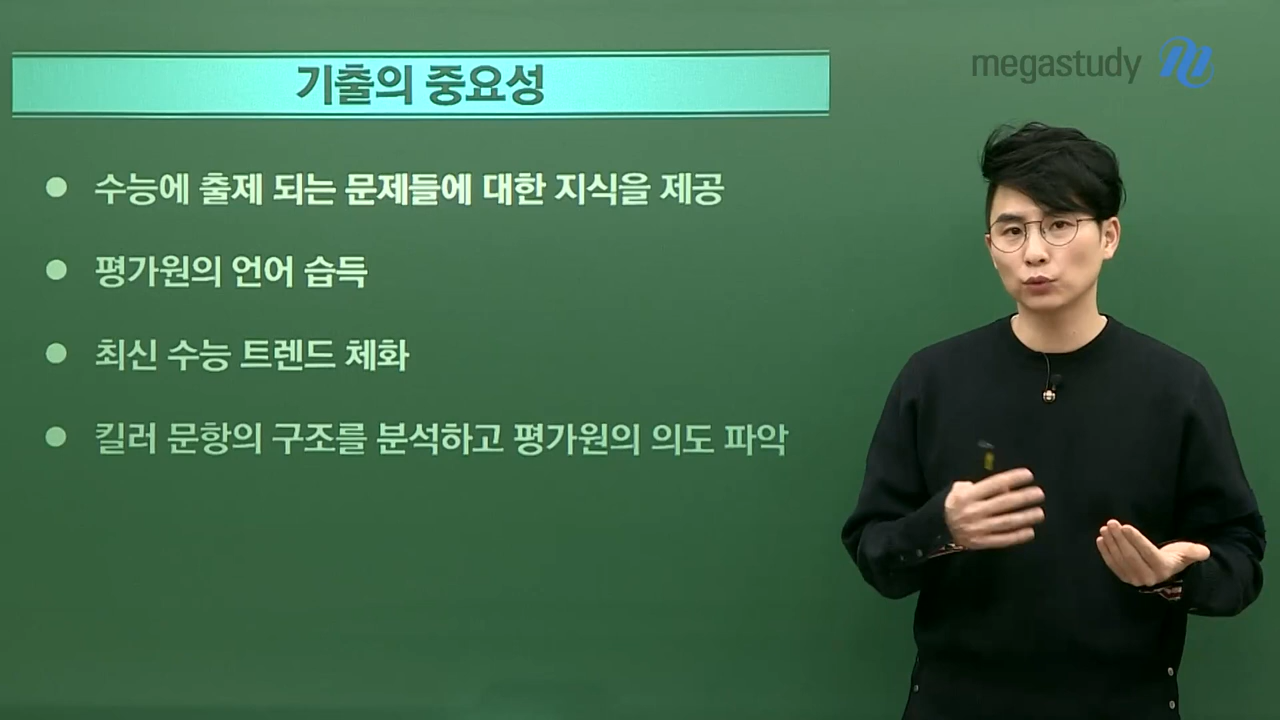 기출의 중요성
megastudy
수능에 출제 되는 문제들에 대한 지식을 제공
평가원의 언어 습득
최신 수능 트렌드 체화
킬러 문항의 구조를 분석하고 평가원의 의도 파악